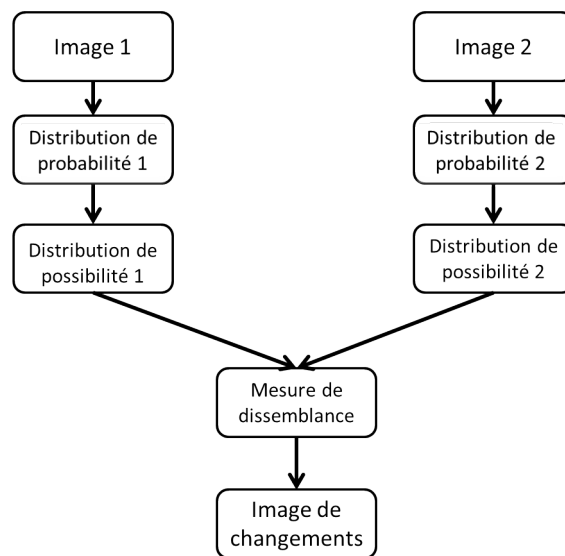 Image 1
Image 2
Distribution de
probabilité 1
Distribution de
probabilité 2
Distribution de
possibilité 1
Distribution de
possibilité 2
Mesure de
dissemblance
Image de
changements